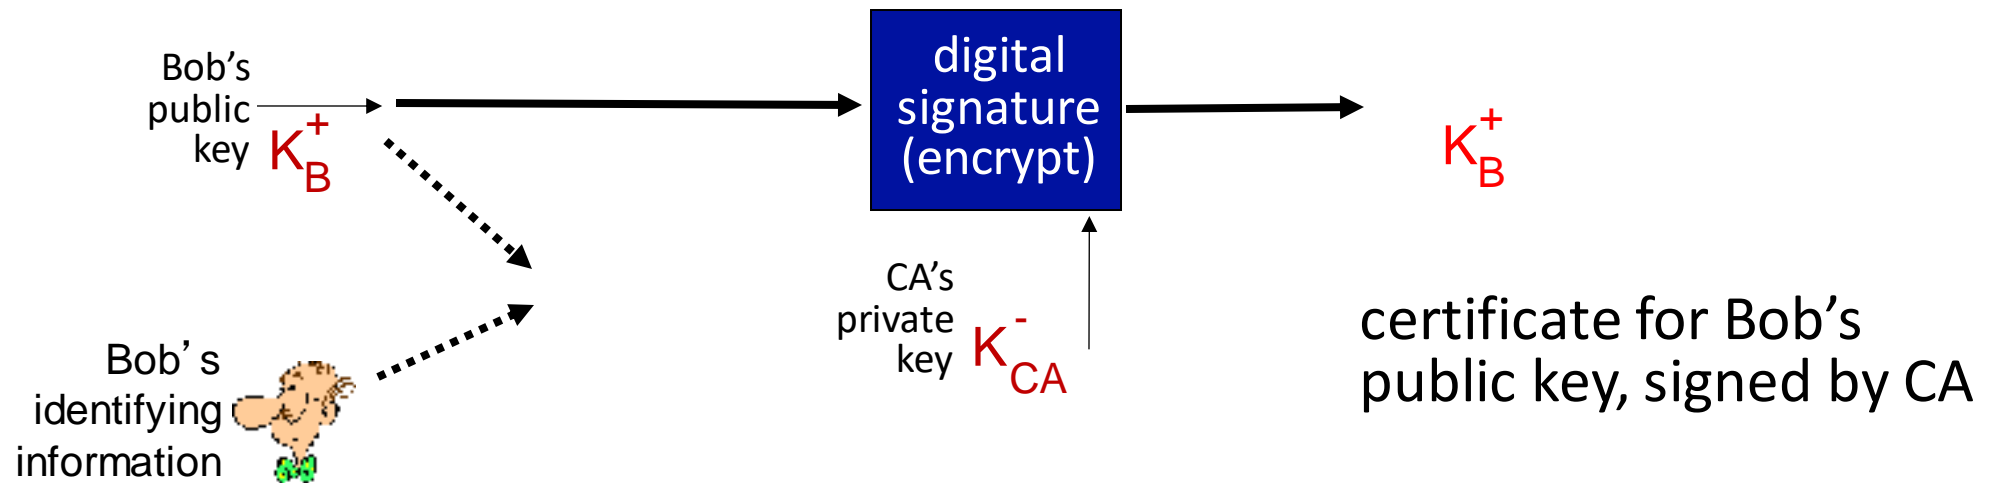 Bob’s
public
key
K+B
digital
signature
(encrypt)
K+B
CA’s
private
key
K-CA
Bob’s
identifying
information
certificate for Bob’s
public key, signed by CA